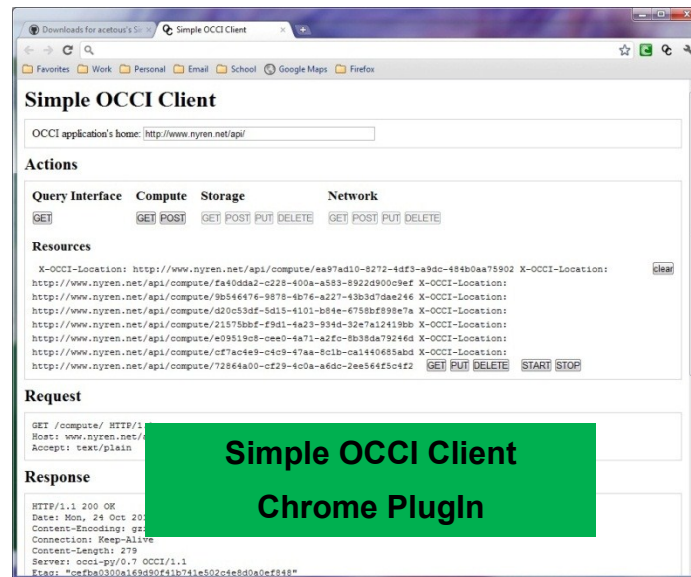 Downloads for acetous's Si
Simple OCCI Client
Favorites Work Personal Email School Google Maps Firefox
Simple OCCI Client
OCCI application's home: http://www.nyren.net/api/
Actions
Query Interface Compute Storage Network
GET GET POST GET POST PUT DELETE GET POST PUT DELETE
Resources
X-OCCI-Location: http://www.nyren.net/api/compute/ea97ad10-8272-4df3-a9dc-484b0aa75902 X-OCCI-Location: clear
http://www.nyren.net/api/compute/fa40dda2-c228-400a-a583-8922d900c9ef X-OCCI-Location:
http://www.nyren.net/api/compute/9b546476-9878-4b76-a227-43b3d7dae246 X-OCCI-Location:
http://www.nyren.net/api/compute/d20c53df-5d15-4101-b84e-6758bf898e7a X-OCCI-Location:
http://www.nyren.net/api/compute/21575bbf-f9d1-4a23-934d-32e7a12419bb X-OCCI-Location:
http://www.nyren.net/api/compute/e09519c8-cee0-4a71-a2fc-8b38da79246d X-OCCI-Location:
http://www.nyren.net/api/compute/cf7ac4e9-c4c9-47aa-8c1b-ca1440685abd X-OCCI-Location:
http://www.nyren.net/api/compute/72864a00-cf29-4c0a-a6dc-2ee564f5c4f2 GET PUT DELETE START STOP
Request
GET /compute/ HTTP/1
Host: www.nyren.net/
Accept: text/plain
Simple OCCI Client
Chrome PlugIn
Response
HTTP/1.1 200 OK
Date: Mon, 24 Oct
Content-Encoding:
Connection: Keep-Alive
Content-Length: 279
Server: occi-py/0.7 OCCI/1.1
Etag: "cefba0300a169d90f41b741e502c4e8d0a0ef848"